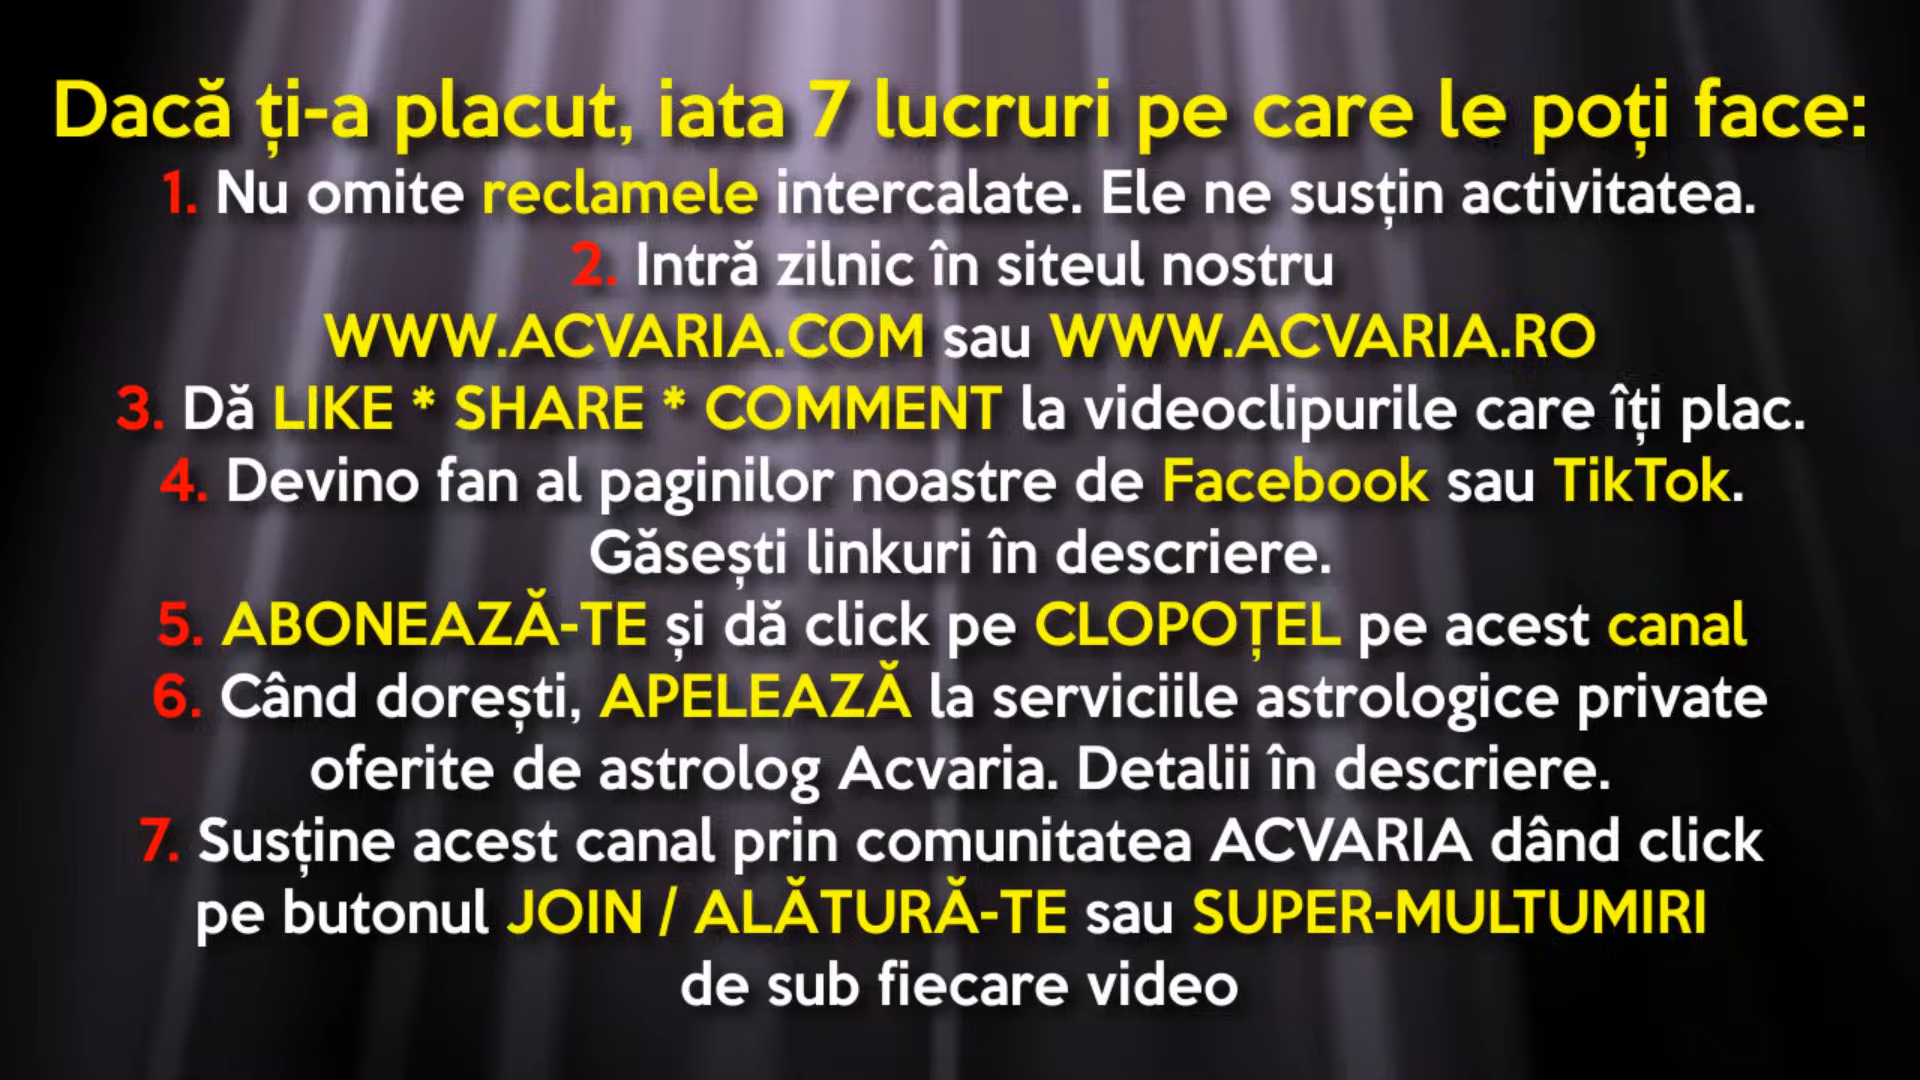 Dacă ți-a placut, iata 7 lucruri pe care le poți face:
1. Nu omite reclamele intercalate. Ele ne susțin activitatea.
2. Intră zilnic în siteul nostru
WWW.ACVARIA.COM sau WWW.ACVARIA.RO
3. Dă LIKE * SHARE * COMMENT la videoclipurile care îți plac.
4. Devino fan al paginilor noastre de Facebook sau TikTok.
Găsești linkuri în descriere.
5. ABONEAZĂ-TE și dă click pe CLOPOȚEL pe acest canal
6. Când dorești, APELEAZĂ la serviciile astrologice private
oferite de astrolog Acvaria. Detalii în descriere.
7. Susține acest canal prin comunitatea ACVARIA dând click
pe butonul JOIN / ALĂTURĂ-TE sau SUPER-MULTUMIRI
de sub fiecare video